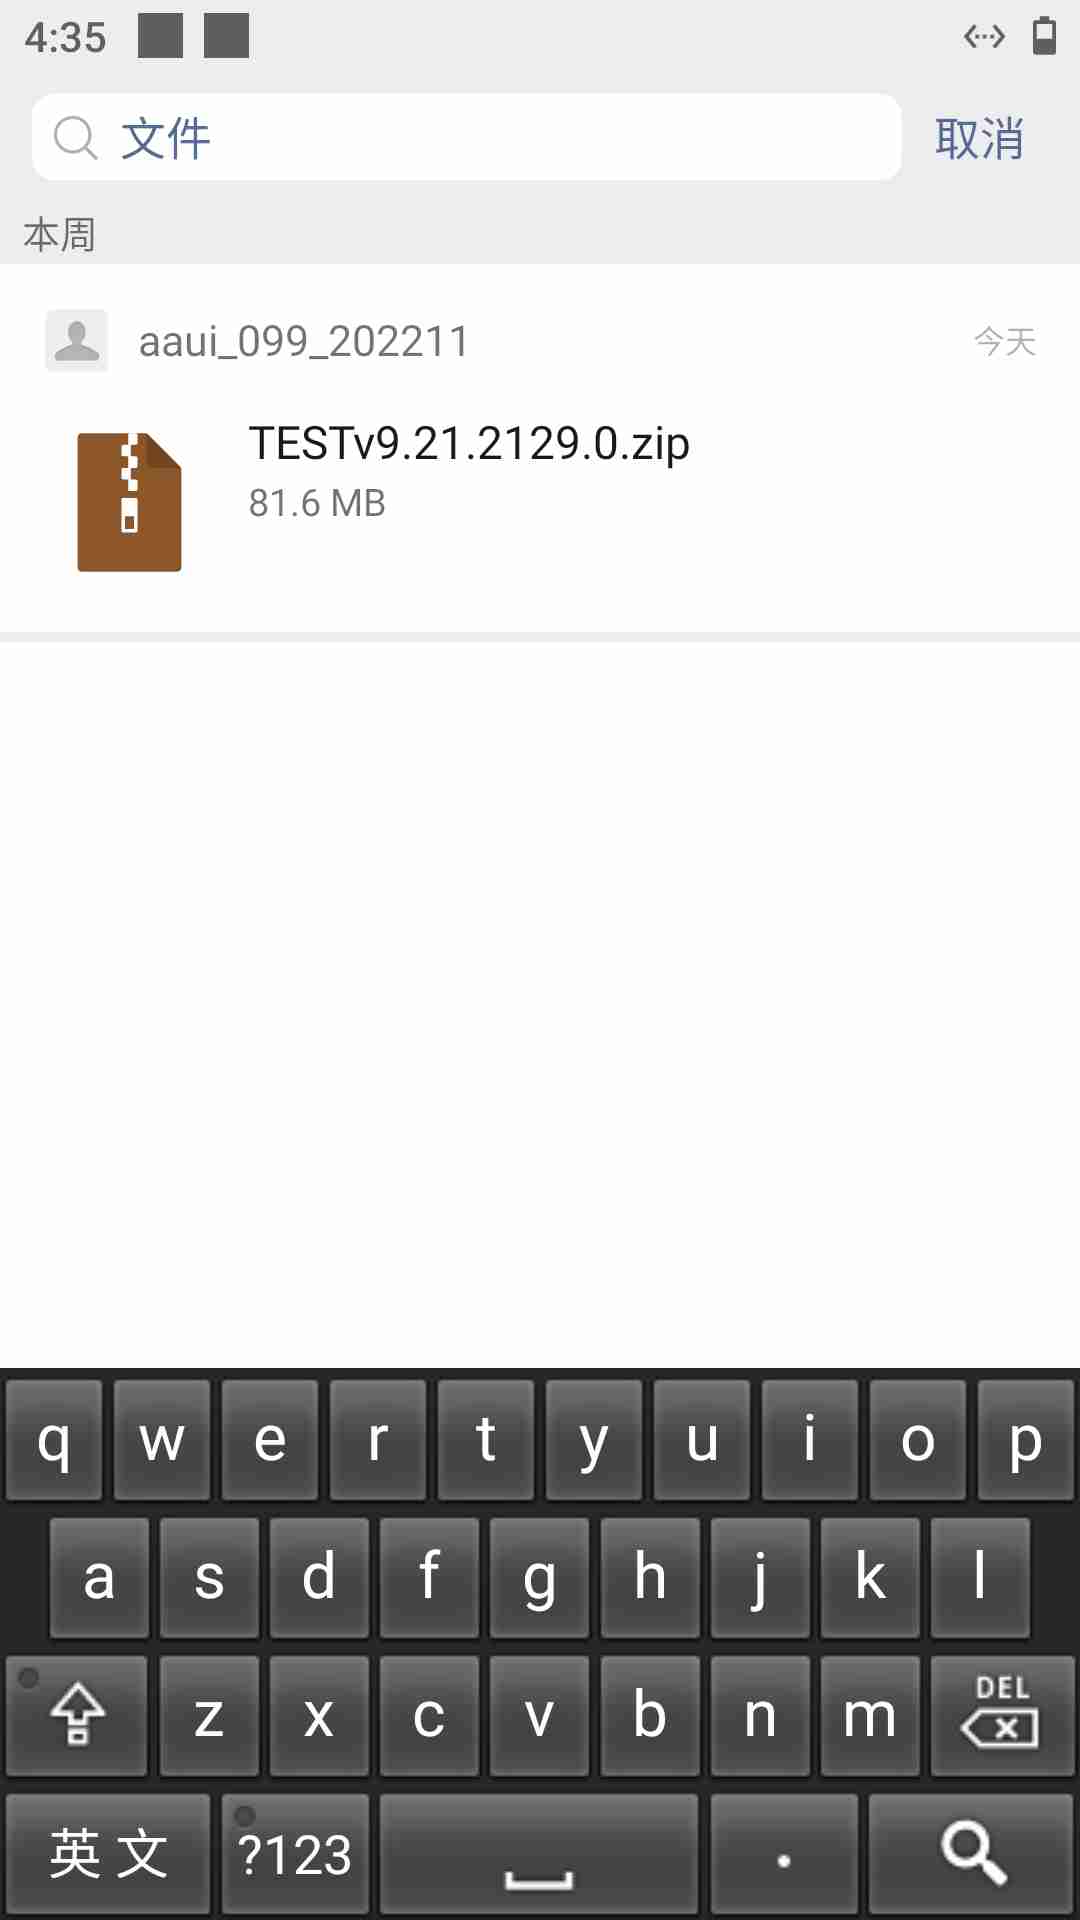 4:35
文件
取消
本周
aaui_099_202211
今天
TESTv9.21.2129.0.zip
81.6 MB
q w e r t y u i o p
a s d f g h j k l
z x c v b n m DEL
英文 ?123 .